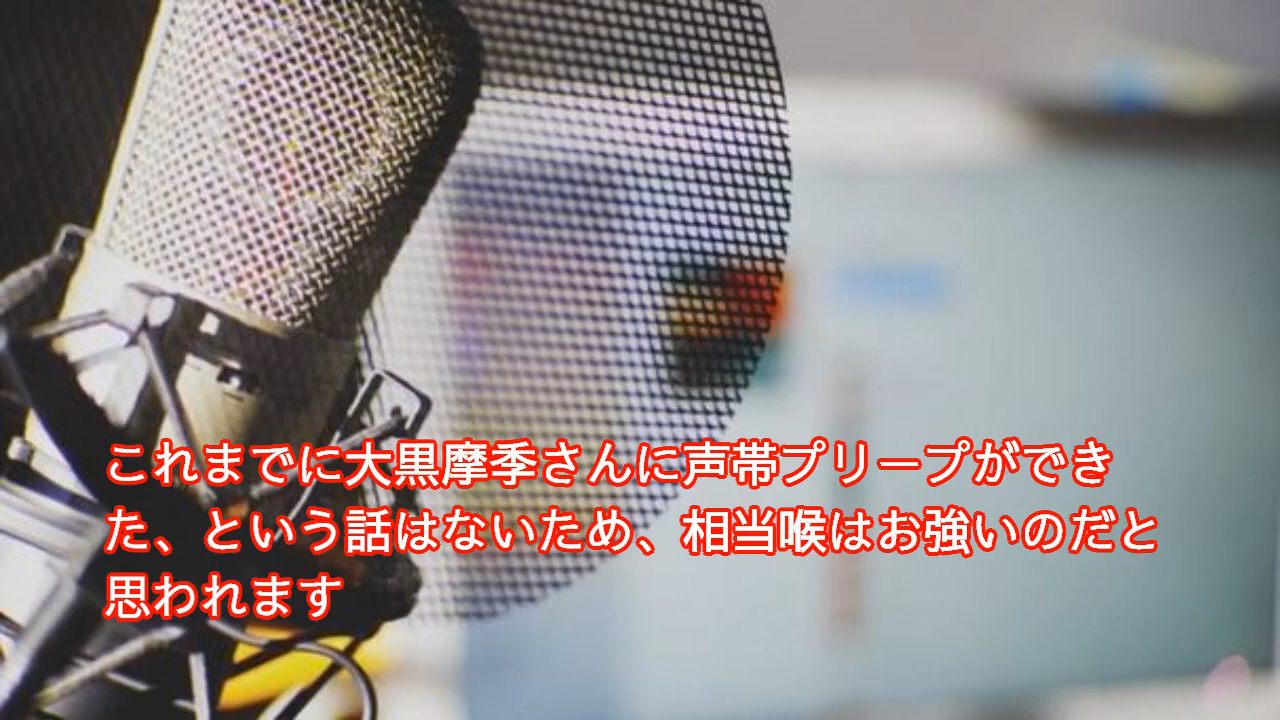 これまでに大黒摩季さんに声帯プリープができ
た、という話はないため、相当喉はお強いのだと
思われます